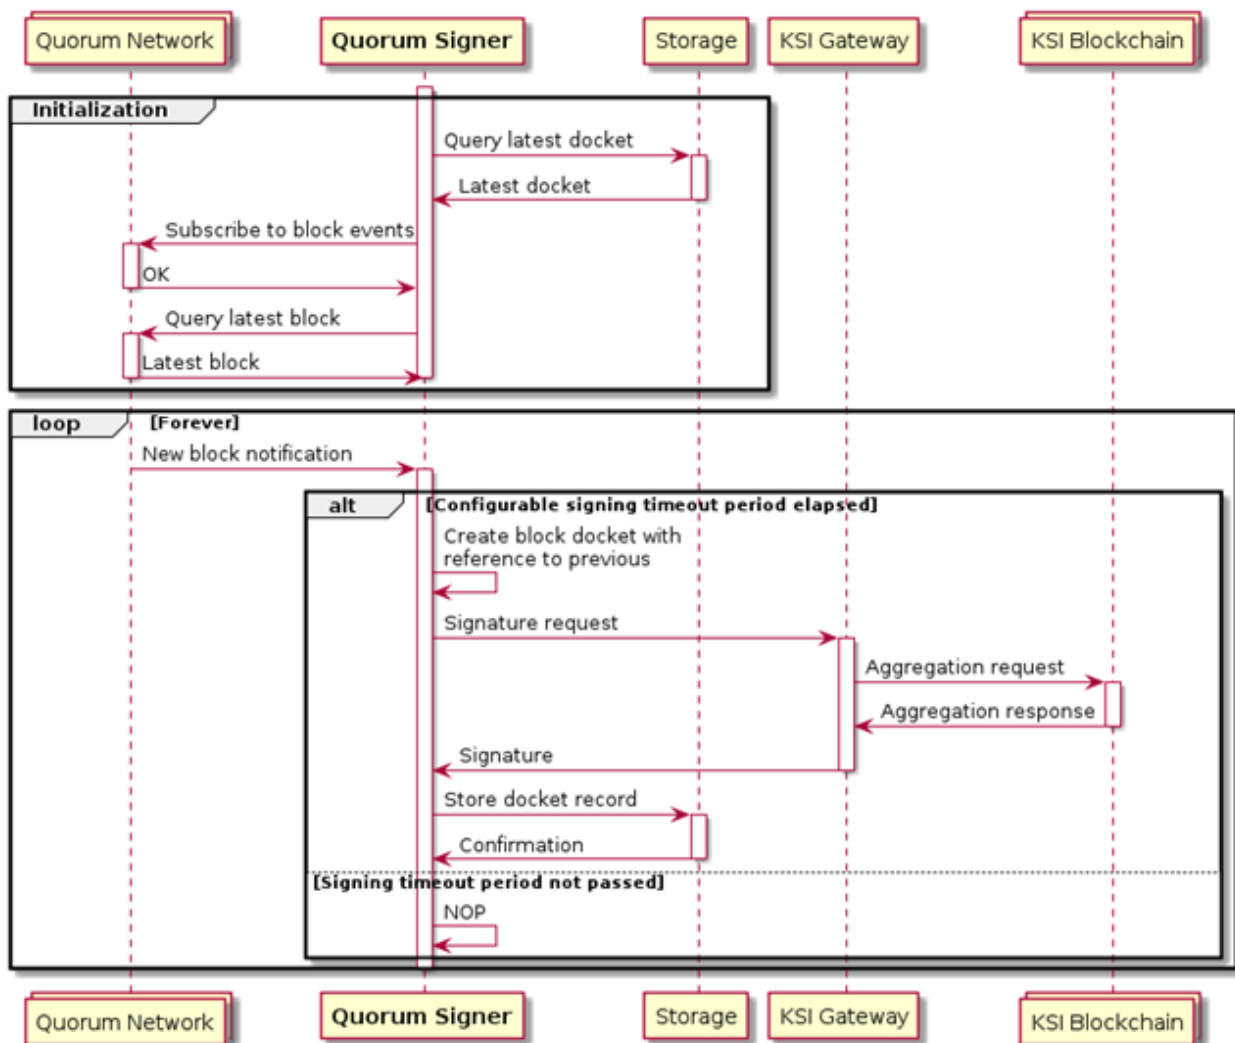 Quorum Network
Quorum Signer
Storage
KSI Gateway
KSI Blockchain
Initialization
Query latest docket
Latest docket
Subscribe to block events
OK
Query latest block
Latest block
loop
[Forever]
New block notification
alt
[Configurable signing timeout period elapsed]
Create block docket with
reference to previous
Signature request
Aggregation request
Aggregation response
Signature
Store docket record
Confirmation
[Signing timeout period not passed]
NOP
Quorum Network
Quorum Signer
Storage
KSI Gateway
KSI Blockchain